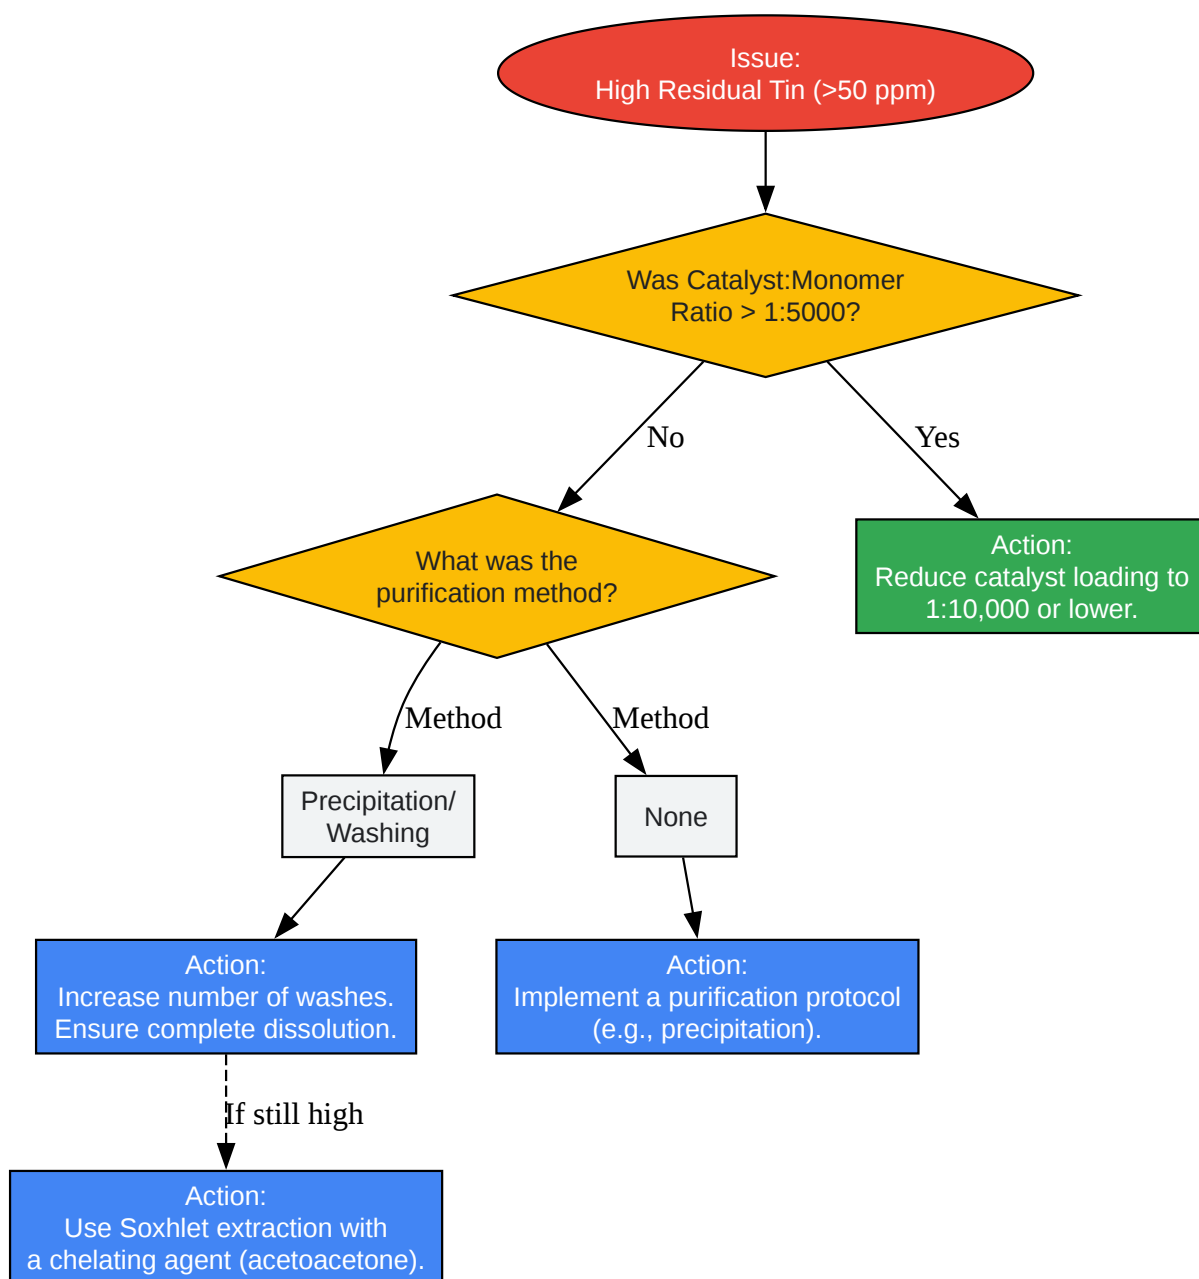 Issue:
High Residual Tin (>50 ppm)
Was Catalyst:Monomer
Ratio > 1:5000?
No
Yes
What was the
purification method?
Action:
Reduce catalyst loading to
1:10,000 or lower.
Method
Method
Precipitation/
Washing
None
Action:
Increase number of washes.
Ensure complete dissolution.
Action:
Implement a purification protocol
(e.g., precipitation).
If still high
Action:
Use Soxhlet extraction with
a chelating agent (acetoacetone).